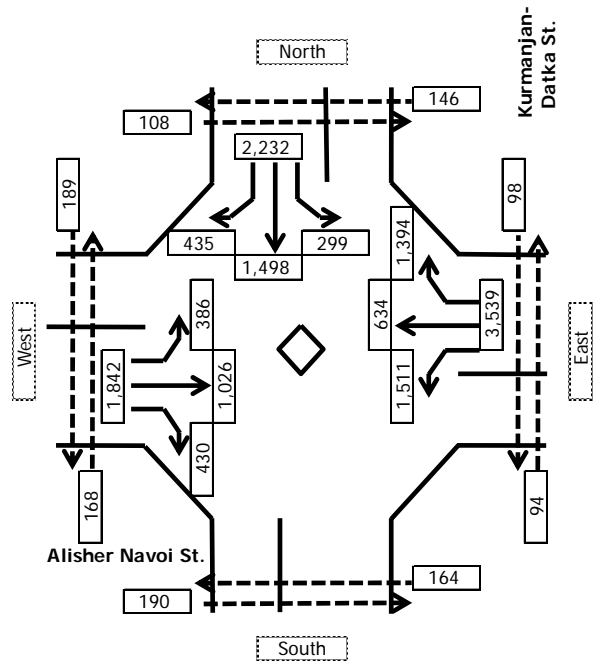 North
Kurmanjan-
Datka St.
146
108
2,232
189
98
435
299
1,394
1,498
386
634
3,539
West
East
1,842
1,026
1,511
430
168
94
Alisher Navoi St.
164
190
South